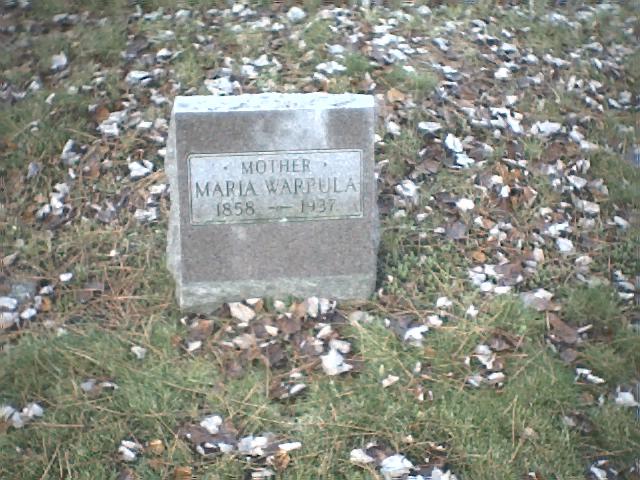 · MOTHER ·
MARIA WARPULA
1858 — 1937